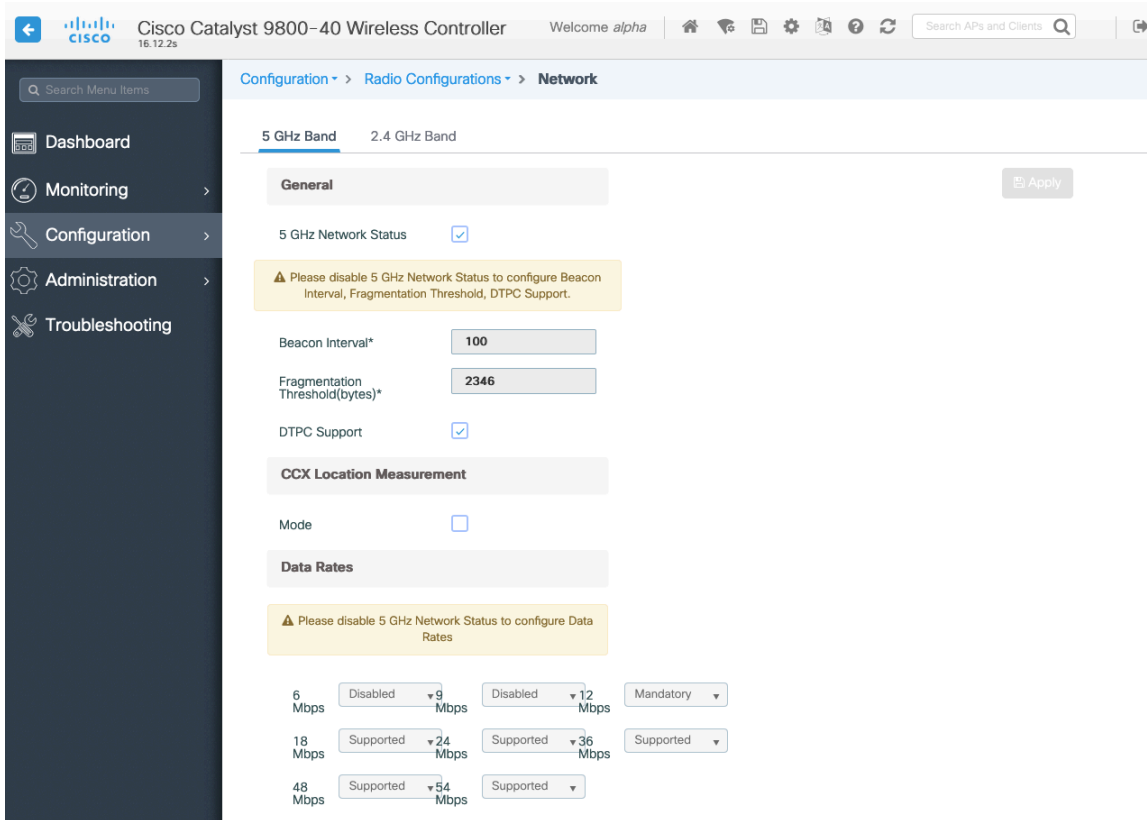 CISCO
Cisco Catalyst 9800-40 Wireless Controller
16.12.2s
Welcome alpha
Search APs and Clients
Search Menu Items
Dashboard
Monitoring
Configuration
Administration
Troubleshooting
Configuration > Radio Configurations > Network
5 GHz Band 2.4 GHz Band
General
Apply
5 GHz Network Status
Please disable 5 GHz Network Status to configure Beacon
Interval, Fragmentation Threshold, DTPC Support.
Beacon Interval* 100
Fragmentation
Threshold(bytes)* 2346
DTPC Support
CCX Location Measurement
Mode
Data Rates
Please disable 5 GHz Network Status to configure Data
Rates
6 Mbps Disabled 9 Mbps Disabled 12 Mbps Mandatory
18 Mbps Supported 24 Mbps Supported 36 Mbps Supported
48 Mbps Supported 54 Mbps Supported